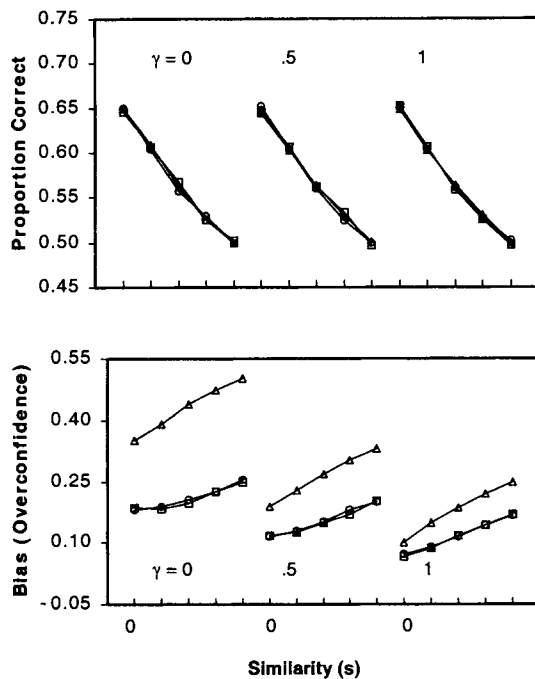 0.75
γ = 0 .5 1
0.70
0.65
0.60
0.55
0.50
0.45
Proportion Correct
0.55
0.40
0.25
0.10
-0.05
Bias (Overconfidence)
γ = 0 .5 1
0 0 0
Similarity (s)